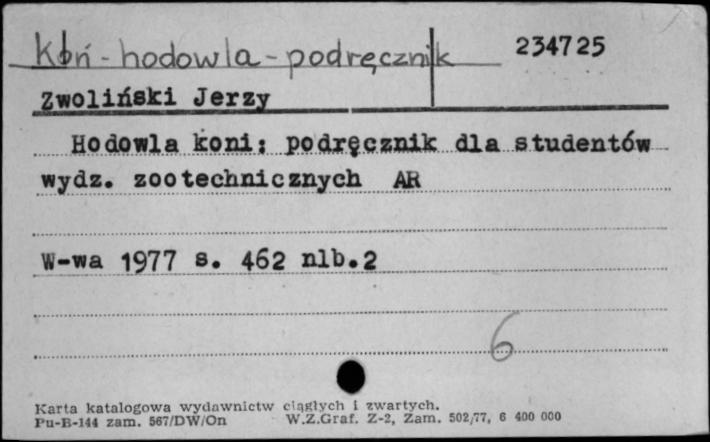 Koń - hodowla - podręcznik 234725
Zwoliński Jerzy
Hodowla koni: podręcznik dla studentów
wydz. zootechnicznych AR
W-wa 1977 s. 462 nlb.2
6
Karta katalogowa wydawnictw ciągłych i zwartych.
Pu-B-144 zam. 567/DW/On W.Z.Graf. Z-2, Zam. 502/77, 6 400 000